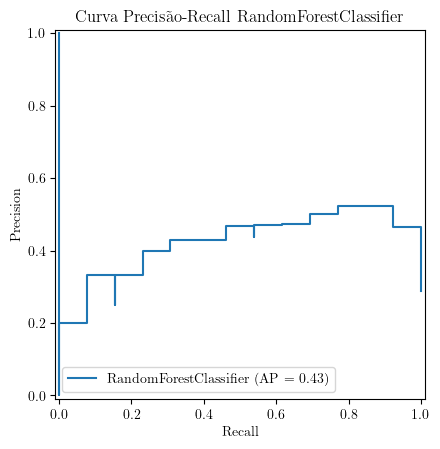 Curva Precisão-Recall RandomForestClassifier
1.0
0.8
0.6
0.4
0.2
0.0
Precision
RandomForestClassifier (AP = 0.43)
0.0 0.2 0.4 0.6 0.8 1.0
Recall